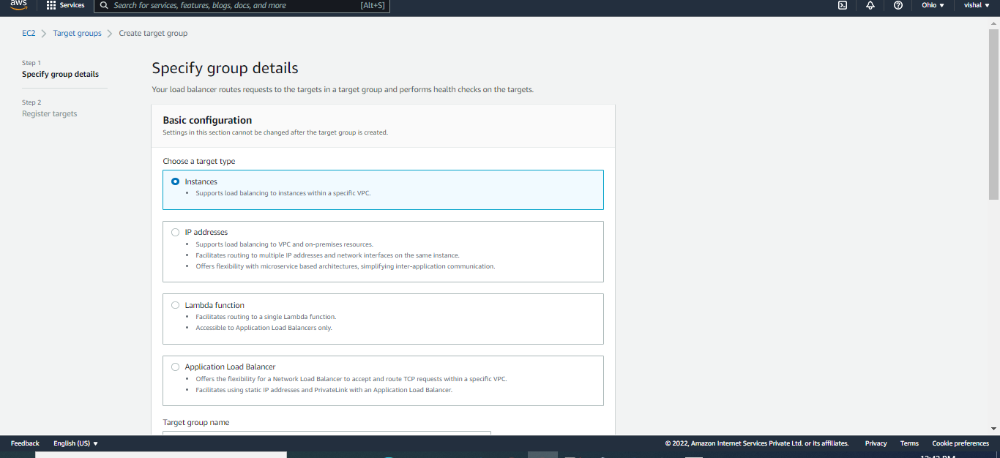 aws Services Search for services, features, blogs, docs, and more [Alt+S] Ohio vishal
EC2 Target groups Create target group
Step 1
Specify group details
Step 2
Register targets
Specify group details
Your load balancer routes requests to the targets in a target group and performs health checks on the targets.
Basic configuration
Settings in this section cannot be changed after the target group is created.
Choose a target type
Instances
• Supports load balancing to instances within a specific VPC.
IP addresses
• Supports load balancing to VPC and on-premises resources.
• Facilitates routing to multiple IP addresses and network interfaces on the same instance.
• Offers flexibility with microservice based architectures, simplifying inter-application communication.
Lambda function
• Facilitates routing to a single Lambda function.
• Accessible to Application Load Balancers only.
Application Load Balancer
• Offers the flexibility for a Network Load Balancer to accept and route TCP requests within a specific VPC.
• Facilitates using static IP addresses and PrivateLink with an Application Load Balancer.
Target group name
Feedback English (US) © 2022, Amazon Internet Services Private Ltd. or its affiliates. Privacy Terms Cookie preferences